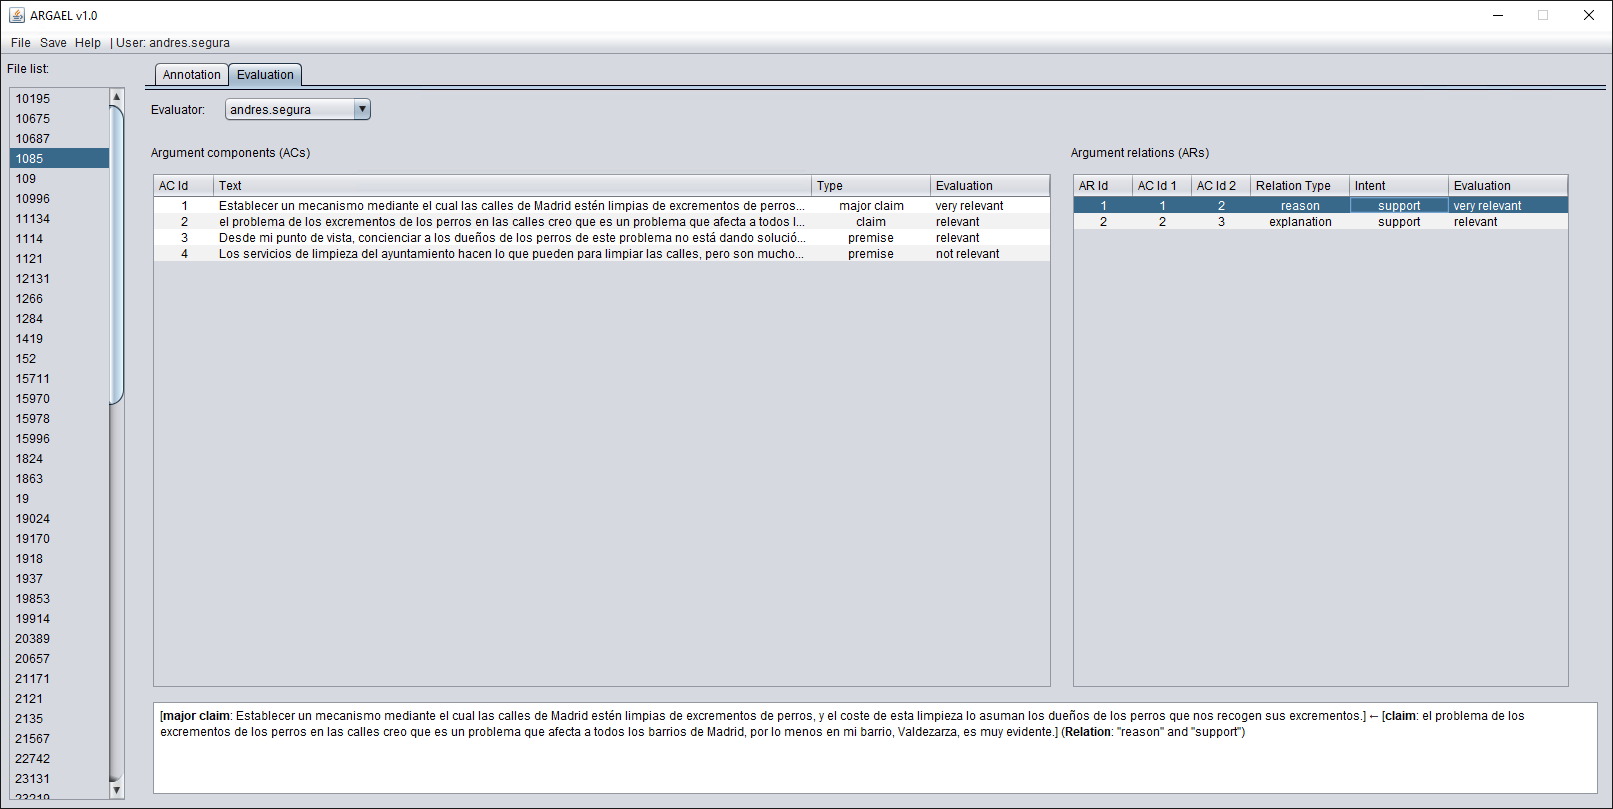 ARGAEL v1.0
File Save Help | User: andres.segura
File list:
10195
10675
10687
1085
109
10996
11134
1114
1121
12131
1266
1284
1419
152
15711
15970
15978
15996
1824
1863
19
19024
19170
1918
1937
19853
19914
20389
20657
21171
2121
2135
21567
22742
23131
23219
Annotation Evaluation
Evaluator: andres.segura
Argument components (ACs)
AC Id Text Type Evaluation
1 Establecer un mecanismo mediante el cual las calles de Madrid estén limpias de excrementos de perros... major claim very relevant
2 el problema de los excrementos de los perros en las calles creo que es un problema que afecta a todos l... claim relevant
3 Desde mi punto de vista, concienciar a los dueños de los perros de este problema no está dando solució... premise relevant
4 Los servicios de limpieza del ayuntamiento hacen lo que pueden para limpiar las calles, pero son mucho... premise not relevant
Argument relations (ARs)
AR Id AC Id 1 AC Id 2 Relation Type Intent Evaluation
1 1 2 reason support very relevant
2 2 3 explanation support relevant
[major claim: Establecer un mecanismo mediante el cual las calles de Madrid estén limpias de excrementos de perros, y el coste de esta limpieza lo asuman los dueños de los perros que nos recogen sus excrementos.] ← [claim: el problema de los
excrementos de los perros en las calles creo que es un problema que afecta a todos los barrios de Madrid, por lo menos en mi barrio, Valdezarza, es muy evidente.] (Relation: "reason" and "support")